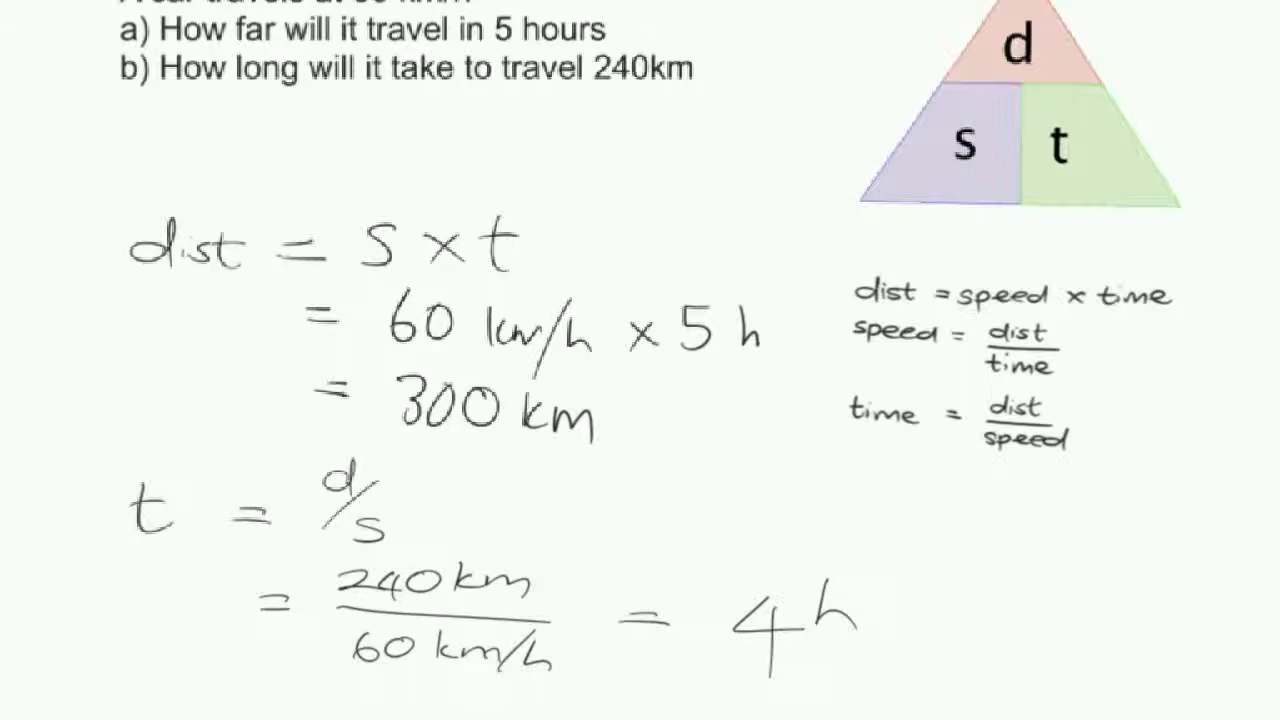 a) How far will it travel in 5 hours
b) How long will it take to travel 240km
d
s t
dist = s × t
= 60 km/h × 5 h
= 300 km
t = d/s
= 240 km / 60 km/h = 4 h
dist = speed × time
speed = dist
time
time = dist
speed